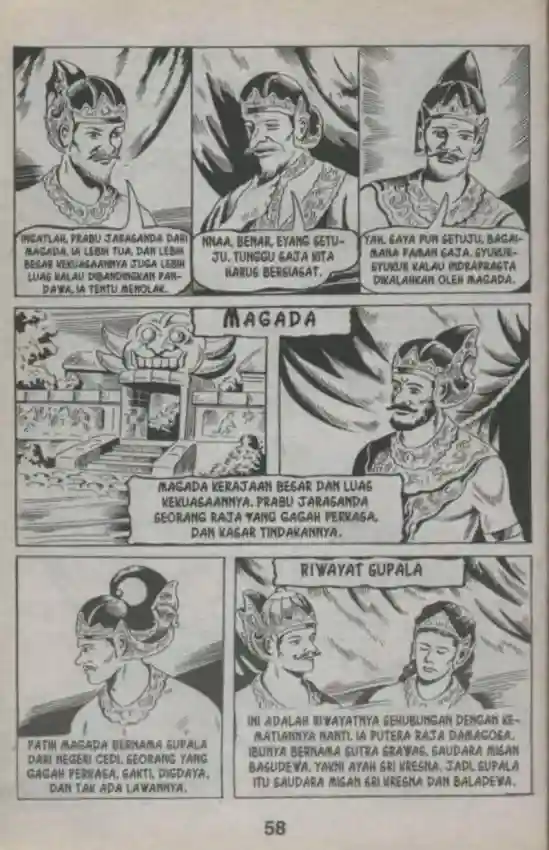 INGATLAH, PRABU JARASANDA DARI
MAGADA. IA LEBIH TUA, DAN LEBIH
BESAR KEKUASAANNYA JUGA LEBIH
LUAS KALAU DIBANDINGKAN PAN-
DAWA. IA TENTU MENOLAK.
NNAA, BENAR, EYANG SETU-
JU. TUNGGU SAJA KITA
HARUS BERSIASAT.
YAH, SAYA PUN SETUJU, BAGAI-
MANA PAMAN SAJA. SYUKUR-
SYUKUR KALAU INDRAPRASTA
DIKALAHKAN OLEH MAGADA.
MAGADA
MAGADA KERAJAAN BESAR DAN LUAS
KEKUASAANNYA. PRABU JARASANDA
SEORANG RAJA YANG GAGAH PERKASA,
DAN KASAR TINDAKANNYA.
PATIH MAGADA BERNAMA SUPALA
DARI NEGERI CEDI, SEORANG YANG
GAGAH PERKASA, SAKTI, DIGDAYA,
DAN TAK ADA LAWANNYA.
RIWAYAT SUPALA
INI ADALAH RIWAYATNYA SEHUBUNGAN DENGAN KE-
MATIANNYA NANTI. IA PUTERA RAJA DAMAGOSA.
IBUNYA BERNAMA SUTRA SRAWAS, SAUDARA MISAN
BASUDEWA, YAKNI AYAH SRI KRESNA. JADI, SUPALA
ITU SAUDARA MISAN SRI KRESNA DAN BALADEWA.
58